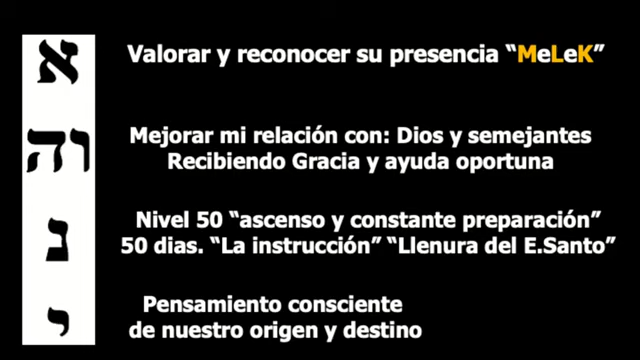 א
Valorar y reconocer su presencia “MeLeK”
וה
Mejorar mi relación con: Dios y semejantes
Recibiendo Gracia y ayuda oportuna
נ
Nivel 50 “ascenso y constante preparación”
50 dias. “La instrucción” “Llenura del E.Santo”
י
Pensamiento consciente
de nuestro origen y destino